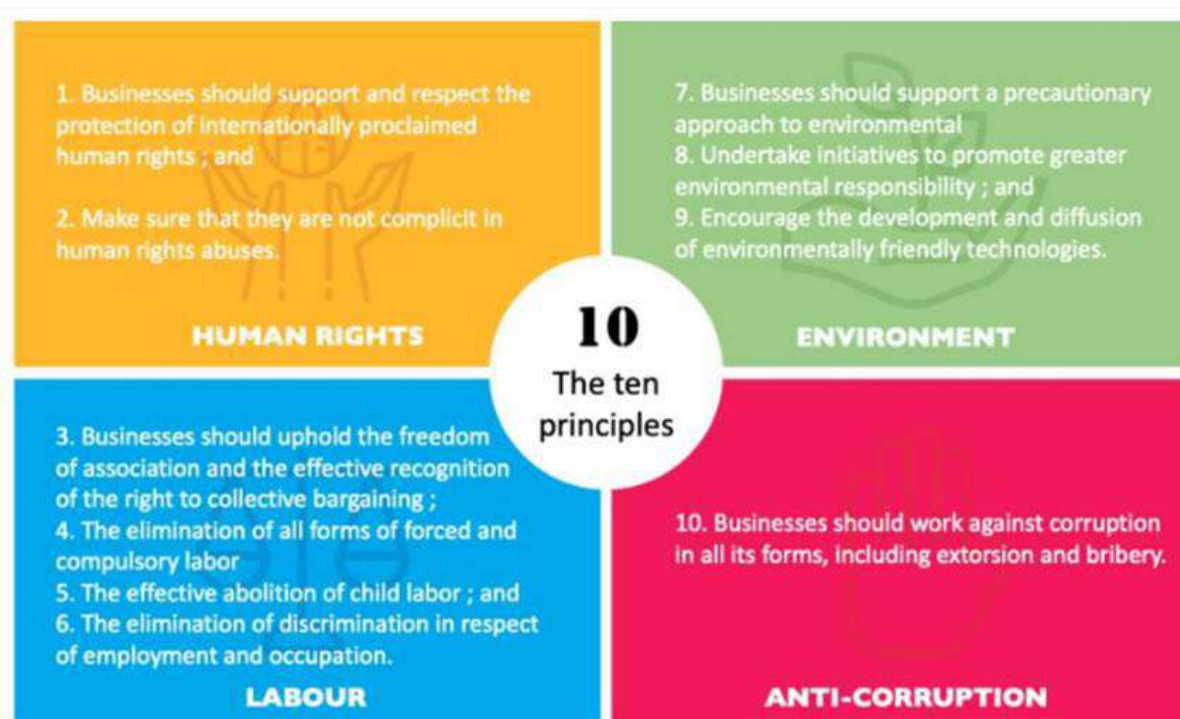 1. Businesses should support and respect the
protection of internationally proclaimed
human rights ; and
2. Make sure that they are not complicit in
human rights abuses.
HUMAN RIGHTS
7. Businesses should support a precautionary
approach to environmental
8. Undertake initiatives to promote greater
environmental responsibility ; and
9. Encourage the development and diffusion
of environmentally friendly technologies.
ENVIRONMENT
10
The ten
principles
3. Businesses should uphold the freedom
of association and the effective recognition
of the right to collective bargaining ;
4. The elimination of all forms of forced and
compulsory labor
5. The effective abolition of child labor ; and
6. The elimination of discrimination in respect
of employment and occupation.
LABOUR
10. Businesses should work against corruption
in all its forms, including extorsion and bribery.
ANTI-CORRUPTION